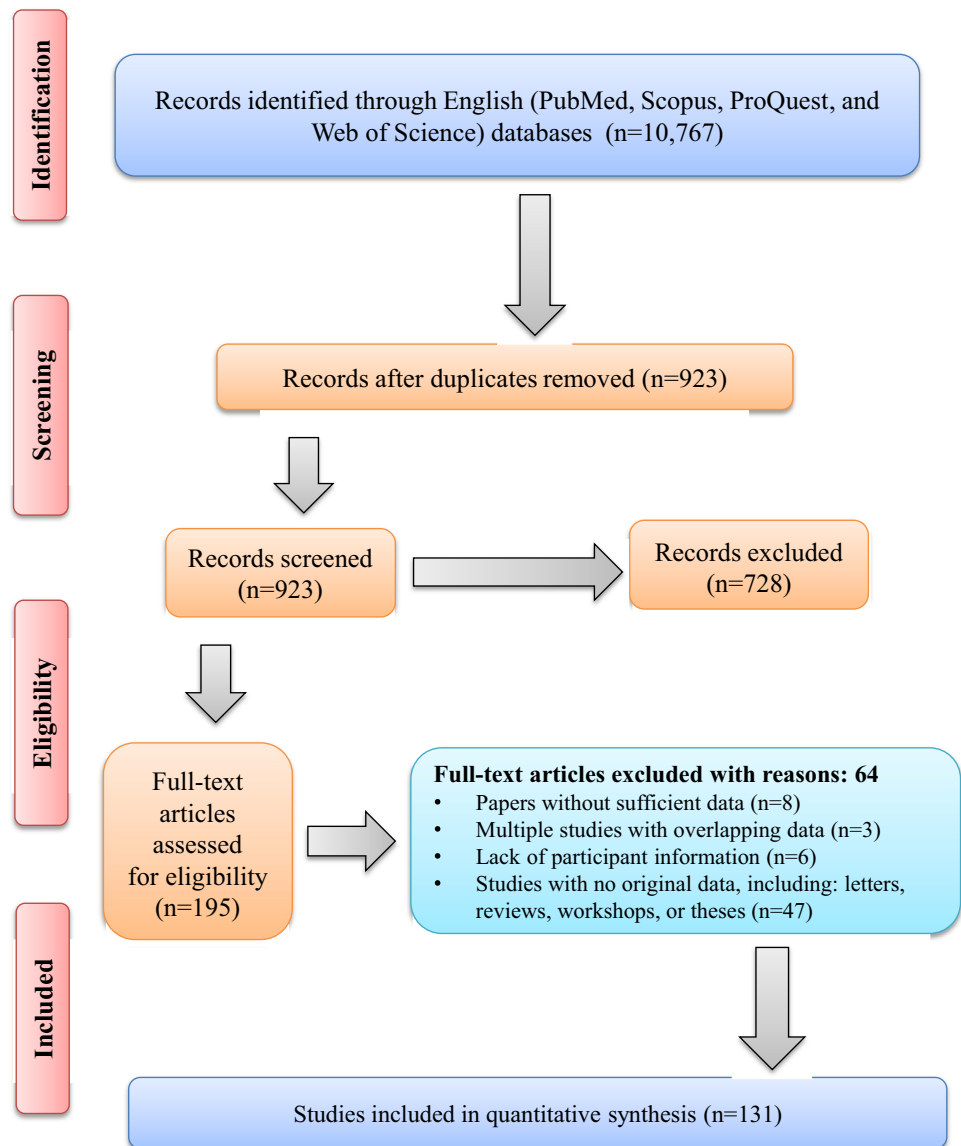 Identification
Records identified through English (PubMed, Scopus, ProQuest, and
Web of Science) databases (n=10,767)
Screening
Records after duplicates removed (n=923)
Records screened
(n=923)
Records excluded
(n=728)
Eligibility
Full-text
articles
assessed
for eligibility
(n=195)
Full-text articles excluded with reasons: 64
• Papers without sufficient data (n=8)
• Multiple studies with overlapping data (n=3)
• Lack of participant information (n=6)
• Studies with no original data, including: letters,
reviews, workshops, or theses (n=47)
Included
Studies included in quantitative synthesis (n=131)